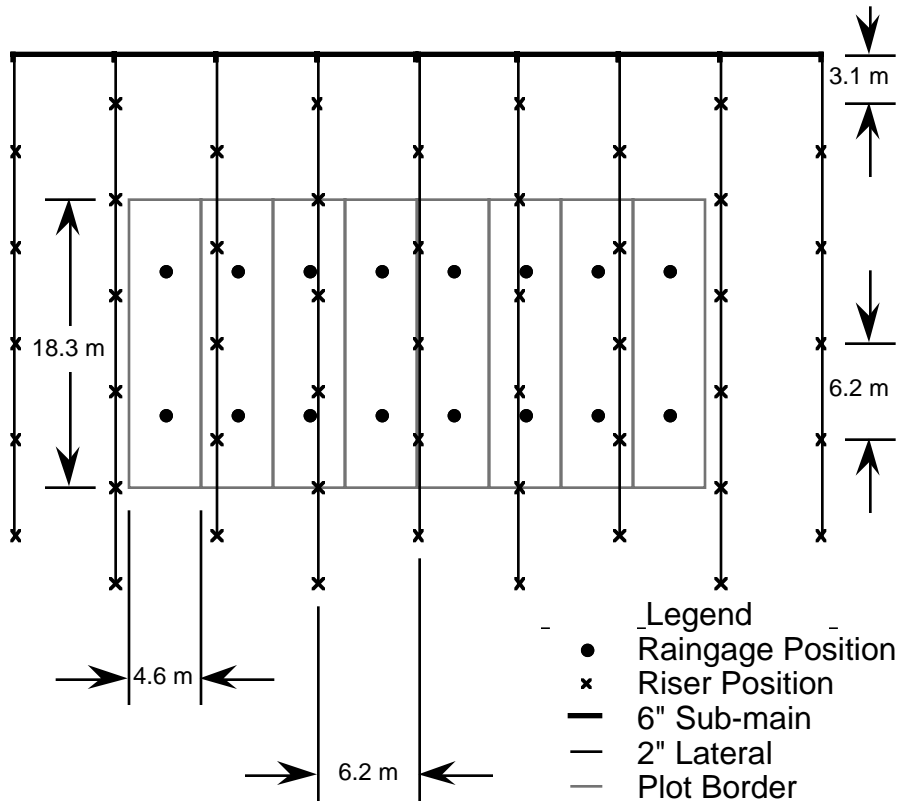 3.1 m
18.3 m
6.2 m
4.6 m
6.2 m
Legend
Raingage Position
Riser Position
6" Sub-main
2" Lateral
Plot Border